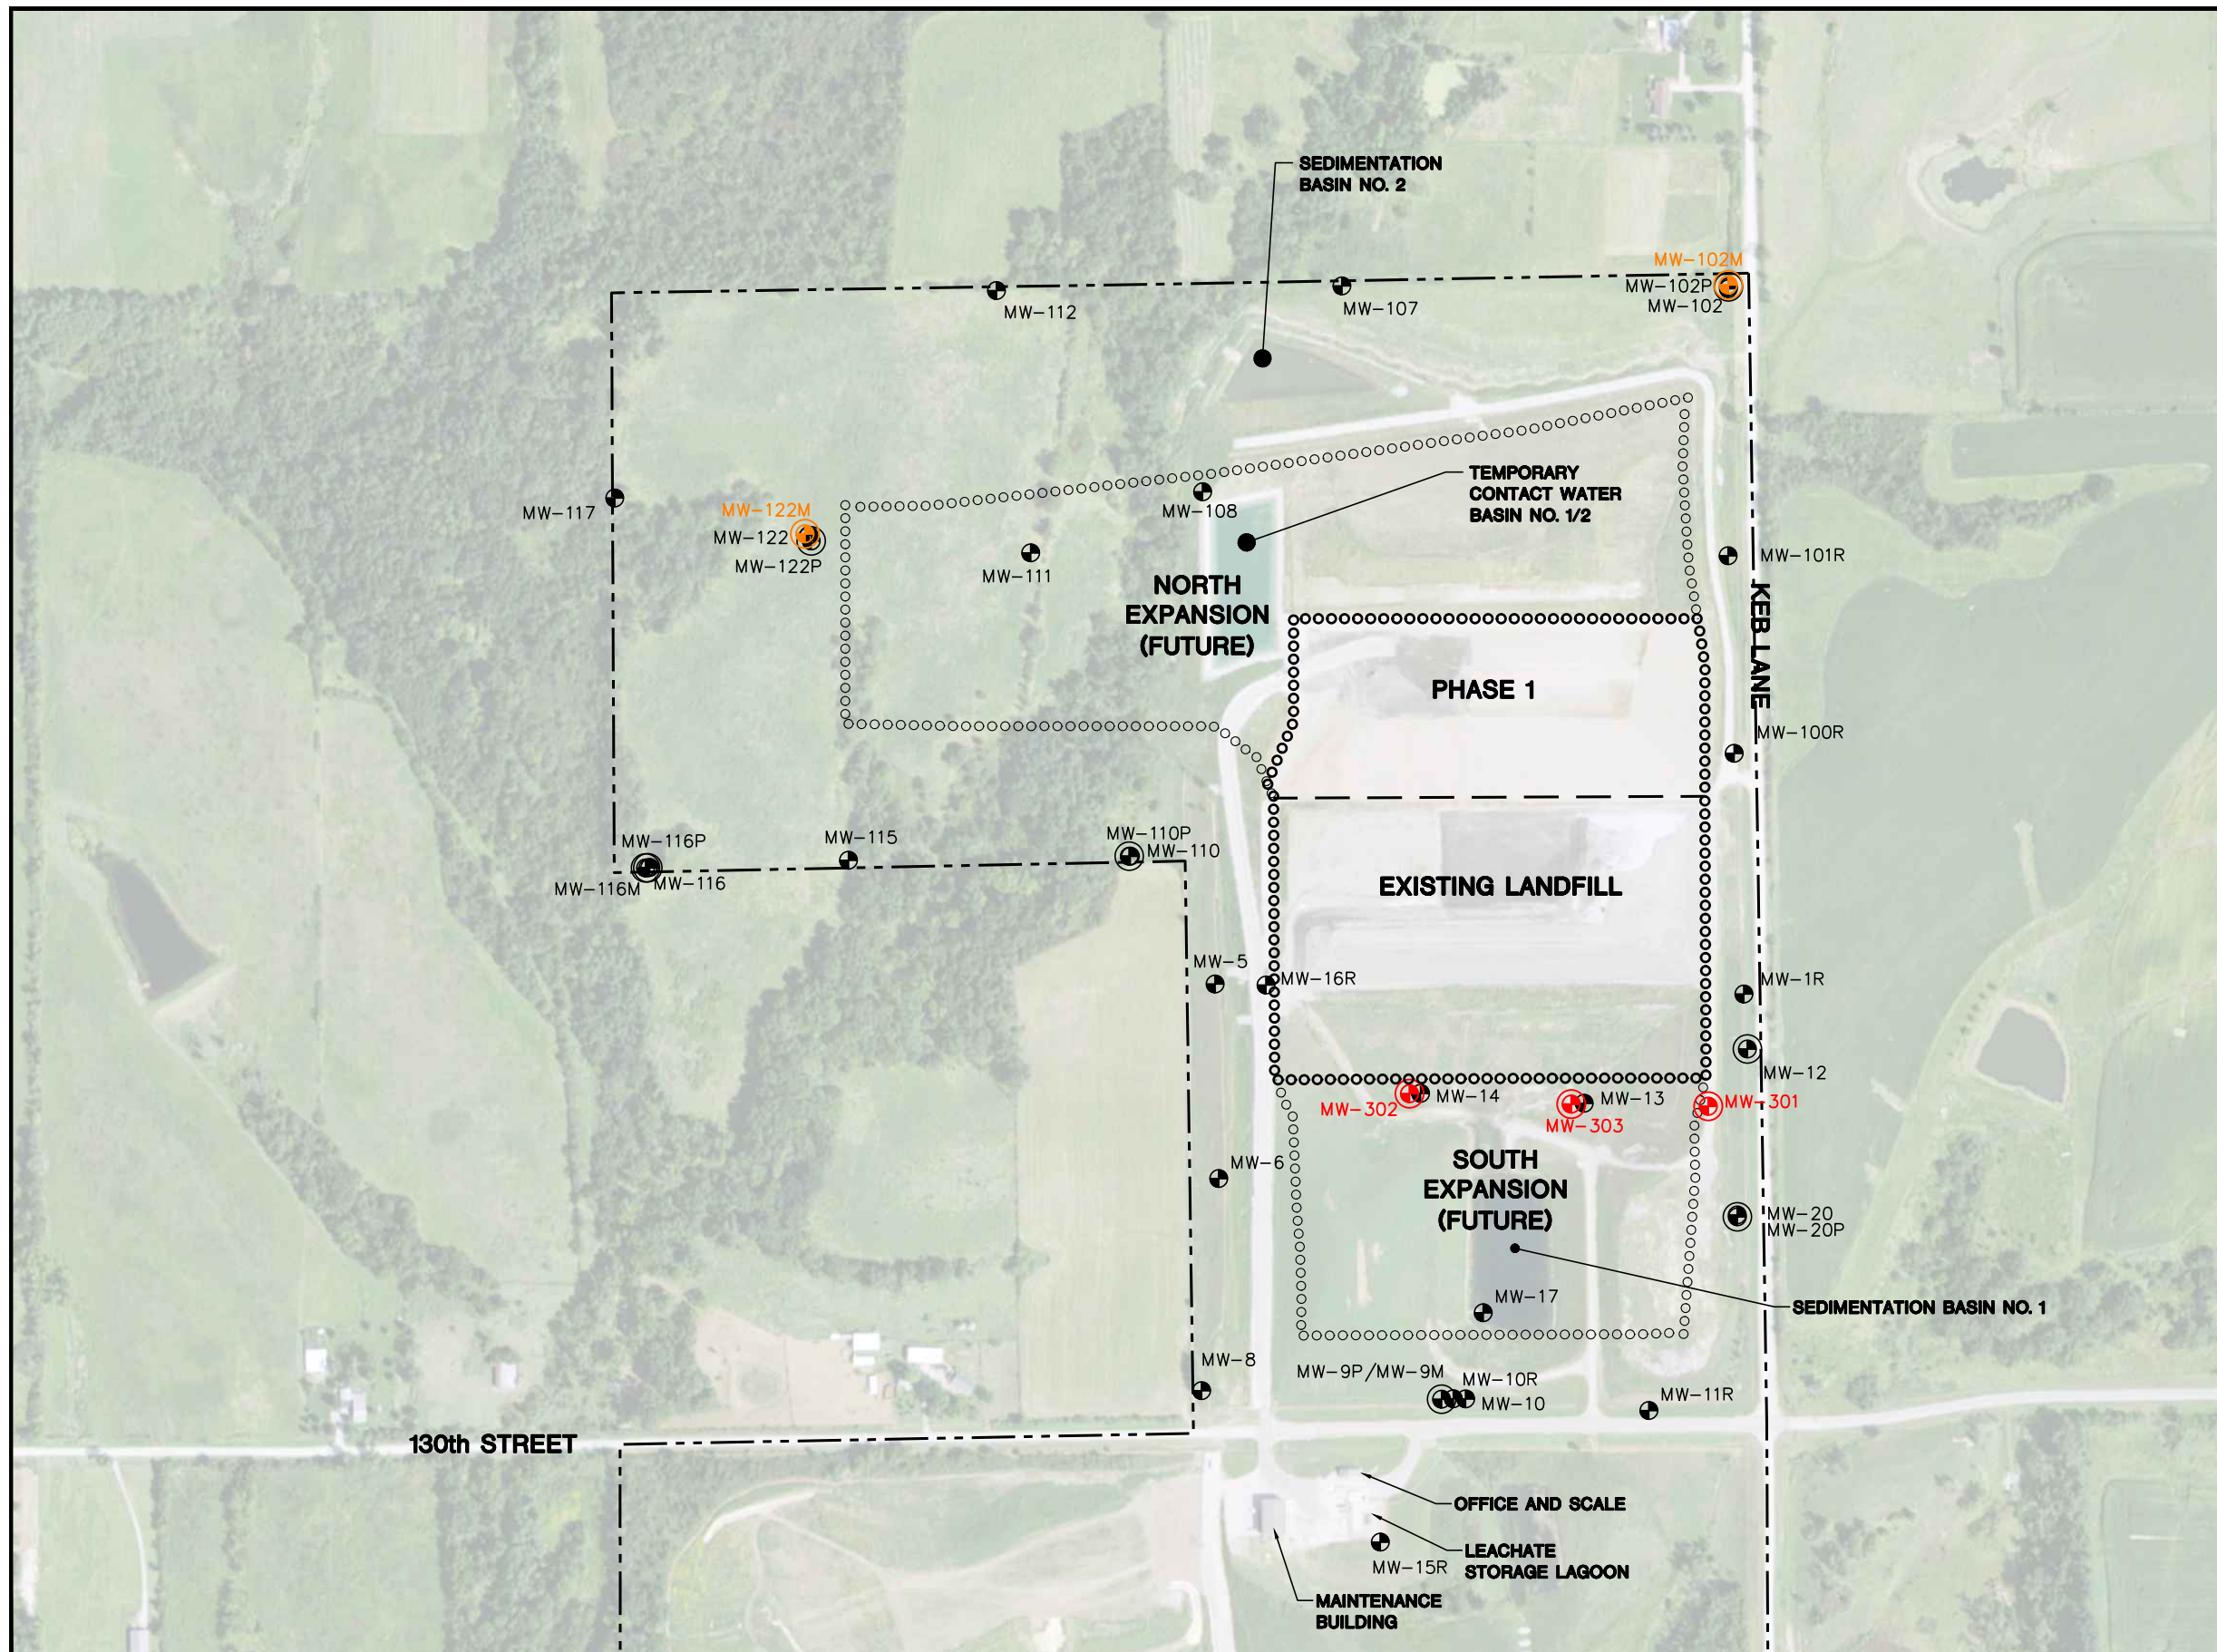 SEDIMENTATION
BASIN NO. 2
MW-102M
MW-102P
MW-102
MW-112
MW-107
TEMPORARY
CONTACT WATER
BASIN NO. 1/2
MW-117
MW-122M
MW-122
MW-122P
MW-108
MW-111
MW-101R
NORTH
EXPANSION
(FUTURE)
KEB LANE
PHASE 1
MW-100R
MW-116P
MW-116M
MW-116
MW-115
MW-110P
MW-110
EXISTING LANDFILL
MW-5
MW-16R
MW-1R
MW-12
MW-302
MW-14
MW-303
MW-13
MW-301
MW-6
SOUTH
EXPANSION
(FUTURE)
MW-20
MW-20P
MW-17
SEDIMENTATION BASIN NO. 1
MW-8
MW-9P/MW-9M
MW-10R
MW-10
MW-11R
130th STREET
OFFICE AND SCALE
LEACHATE
STORAGE LAGOON
MW-15R
MAINTENANCE
BUILDING